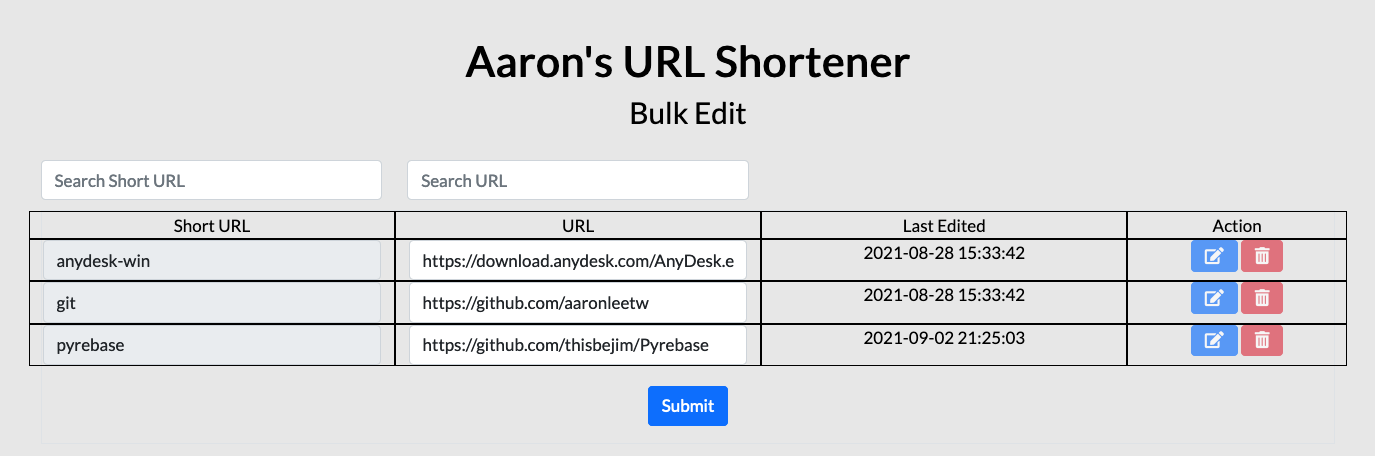 Aaron's URL Shortener
Bulk Edit
Search Short URL Search URL
Short URL URL Last Edited Action
anydesk-win https://download.anydesk.com/AnyDesk.e 2021-08-28 15:33:42
git https://github.com/aaronleetw 2021-08-28 15:33:42
pyrebase https://github.com/thisbejim/Pyrebase 2021-09-02 21:25:03
Submit